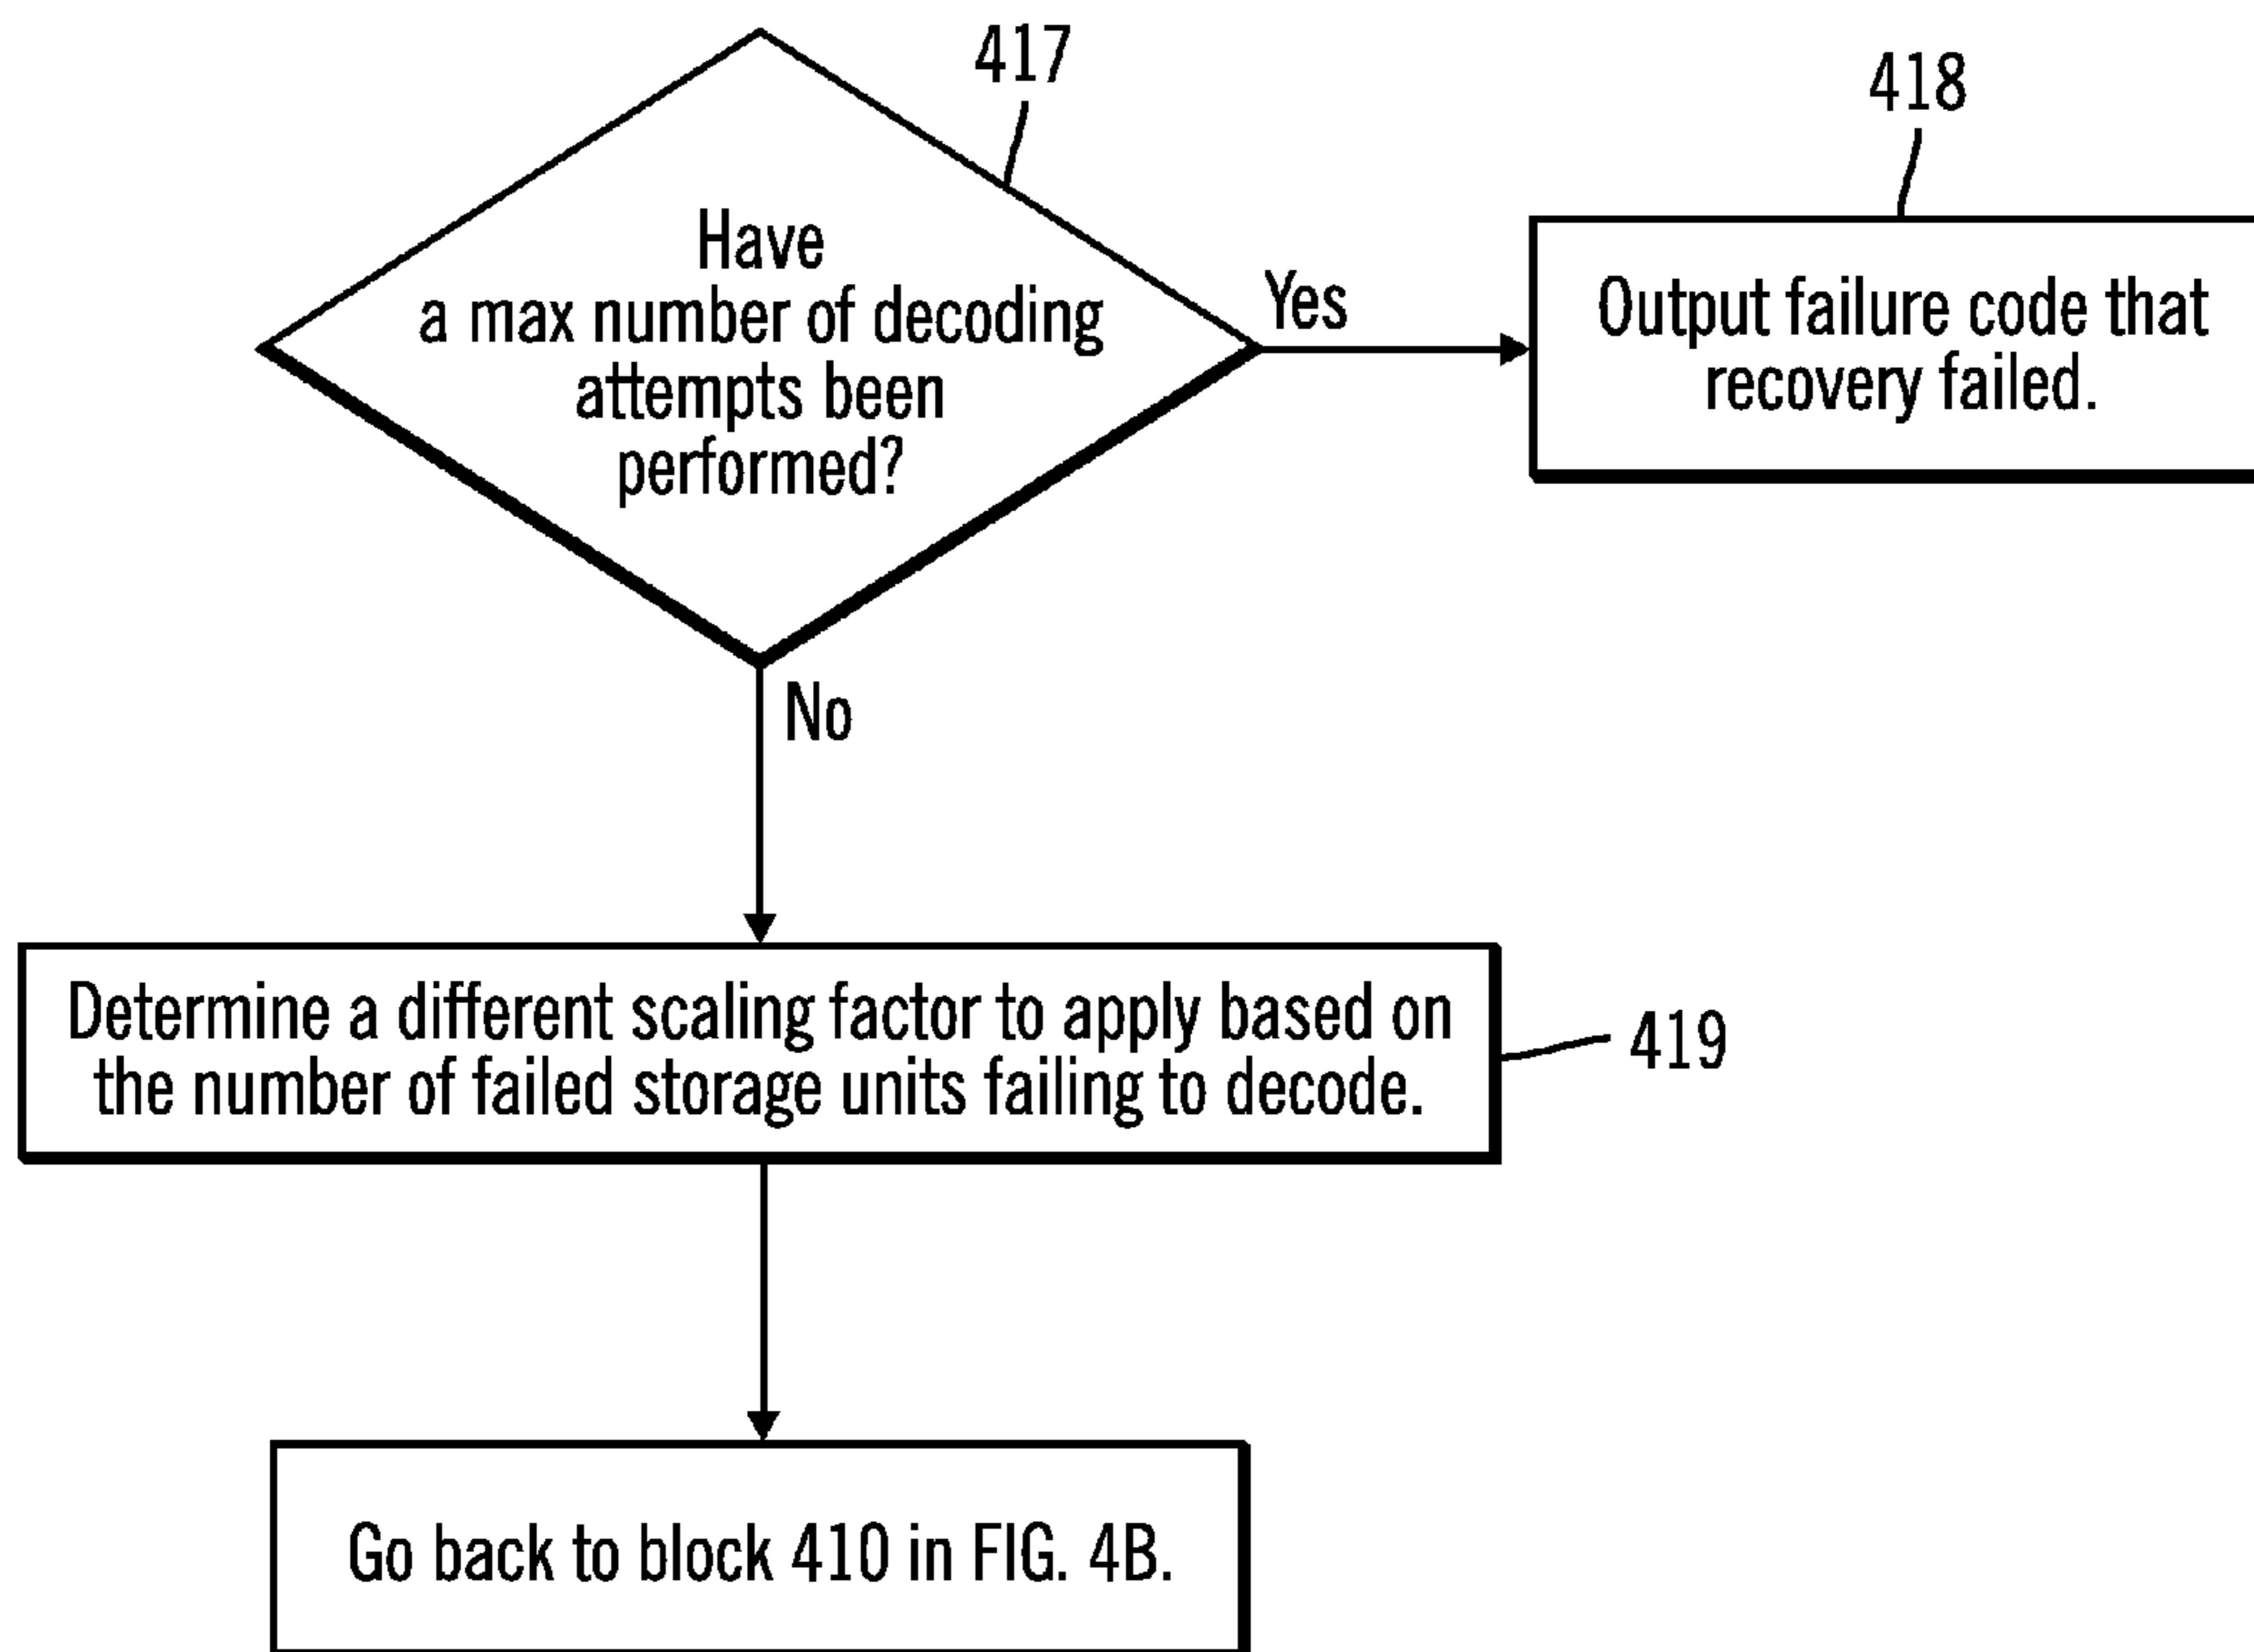 417
Have
a max number of decoding
attempts been
performed?
Yes
418
Output failure code that
recovery failed.
No
Determine a different scaling factor to apply based on
the number of failed storage units failing to decode.
419
Go back to block 410 in FIG. 4B.